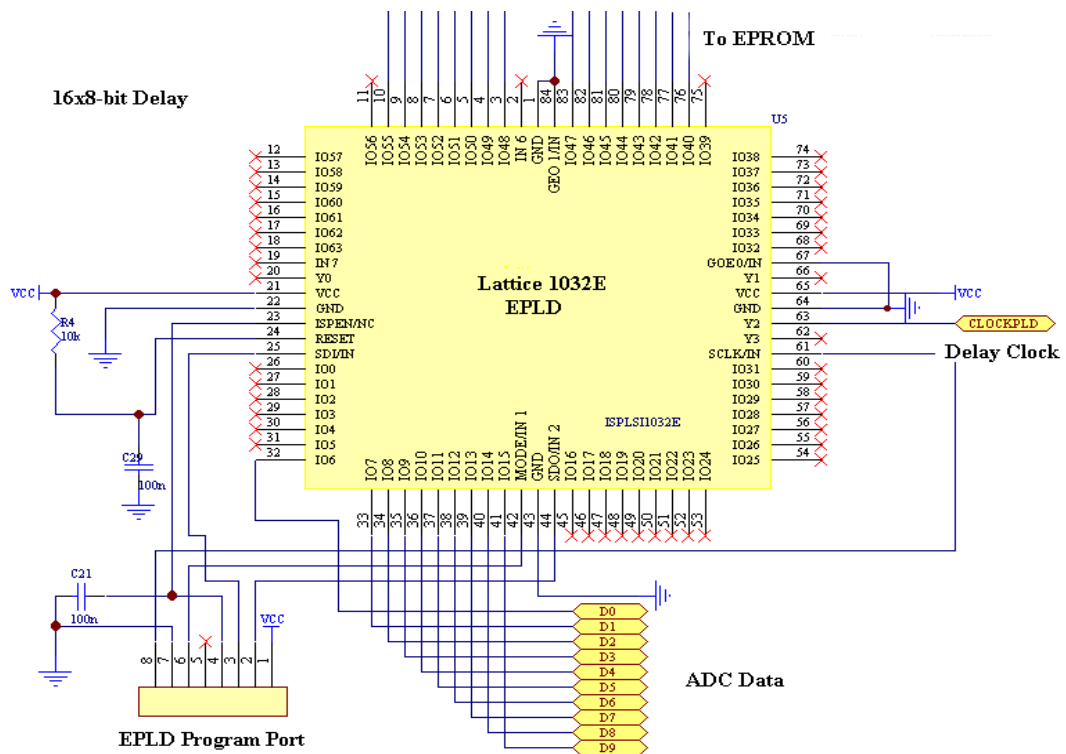 To EPROM
16x8-bit Delay
11
10
9
8
7
6
5
4
3
2
1
84
83
82
81
80
79
78
77
76
75
U5
IO56
IO55
IO54
IO53
IO52
IO51
IO50
IO49
IO48
IN 6
GND
GEO 1/IN
IO47
IO46
IO45
IO44
IO43
IO42
IO41
IO40
IO39
12 IO57
13 IO58
14 IO59
15 IO60
16 IO61
17 IO62
18 IO63
19 IN 7
20 Y0
21 VCC
22 GND
23 ISPEN/NC
24 RESET
25 SDI/IN
26 IO0
27 IO1
28 IO2
29 IO3
30 IO4
31 IO5
32 IO6
IO38 74
IO37 73
IO36 72
IO35 71
IO34 70
IO33 69
IO32 68
GOE0/IN 67
Y1 66
VCC 65
GND 64
Y2 63
Y3 62
SCLK/IN 61
IO31 60
IO30 59
IO29 58
IO28 57
IO27 56
IO26 55
IO25 54
Lattice 1032E
EPLD
ISPLSI1032E
VCC
R4
10k
VCC
CLOCKPLD
Delay Clock
C29
100n
IO7
IO8
IO9
IO10
IO11
IO12
IO13
IO14
IO15
MODE/IN 1
GND
SDO/IN 2
IO16
IO17
IO18
IO19
IO20
IO21
IO22
IO23
IO24
33
34
35
36
37
38
39
40
41
42
43
44
45
46
47
48
49
50
51
52
53
C21
100n
VCC
8
7
6
5
4
3
2
1
EPLD Program Port
D0
D1
D2
D3
D4
D5
D6
D7
D8
D9
ADC Data